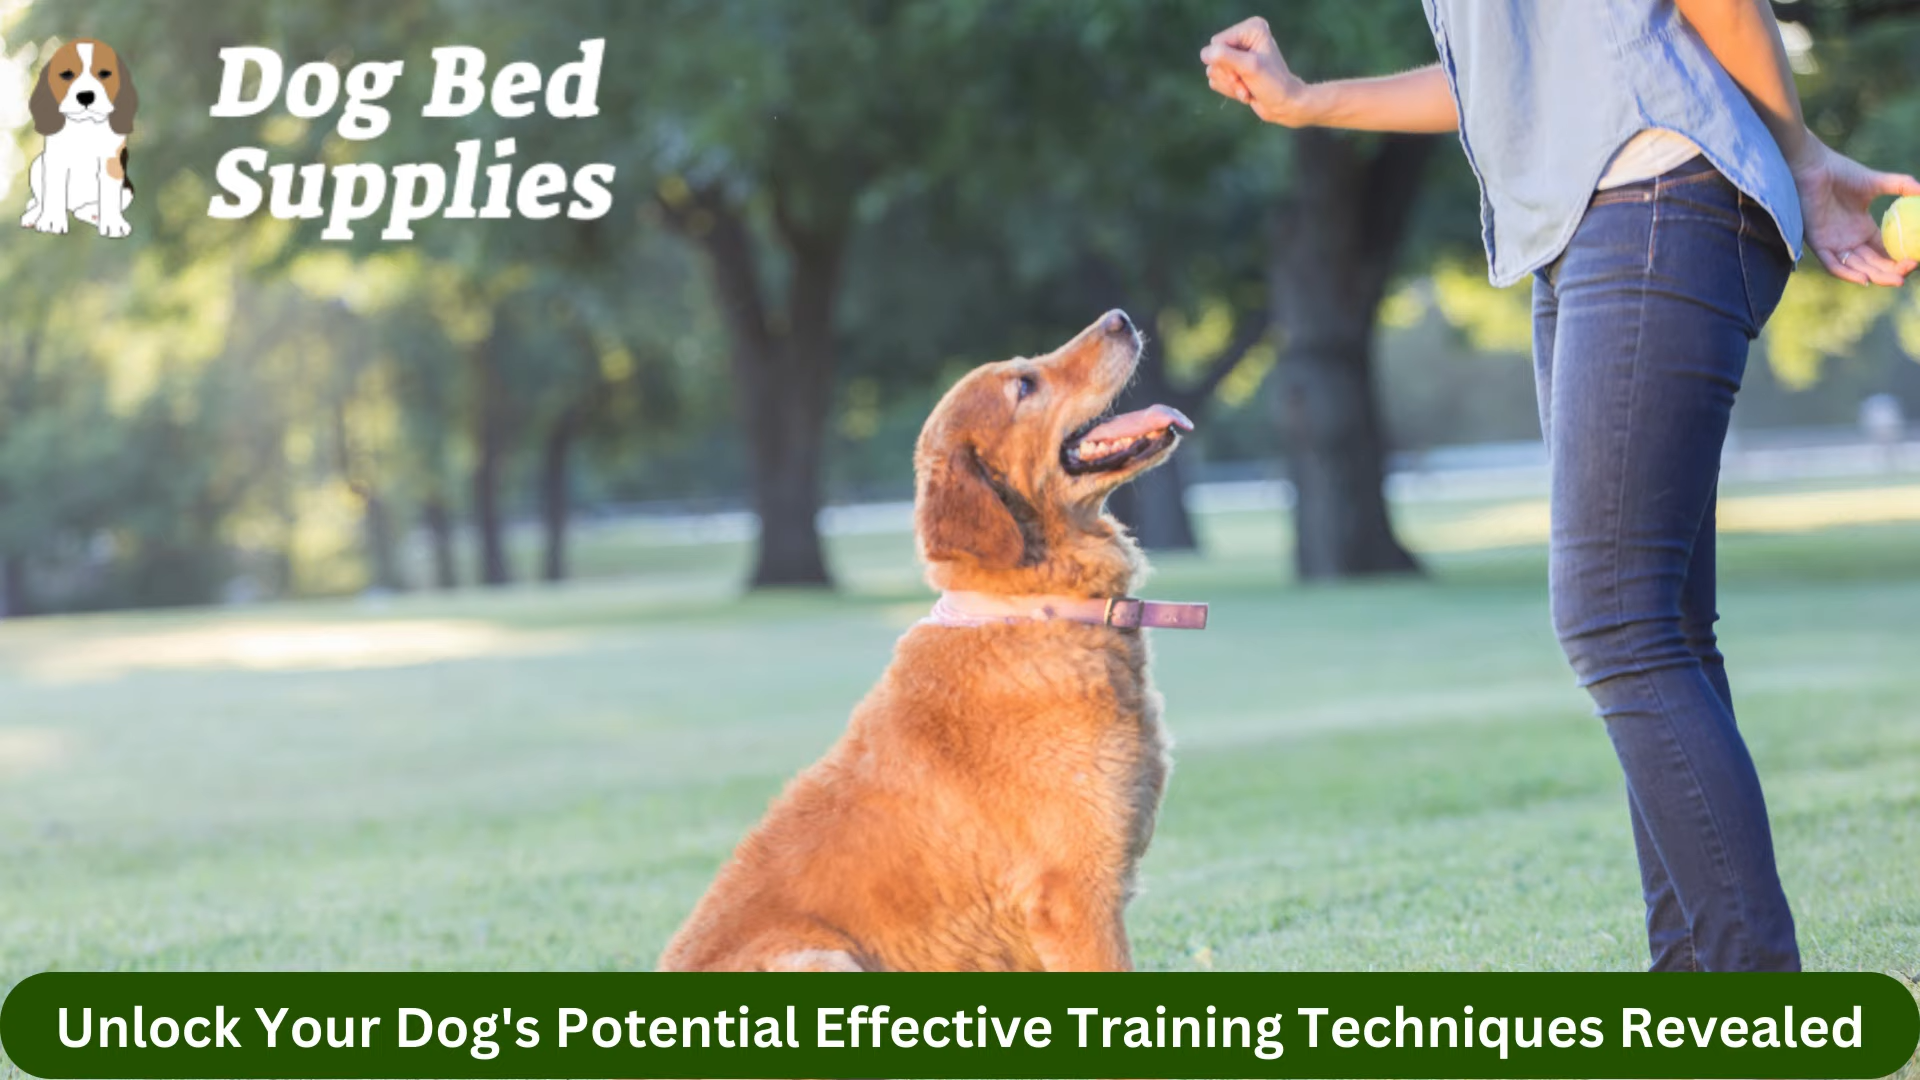 Dog Bed
Supplies
Unlock Your Dog's Potential Effective Training Techniques Revealed